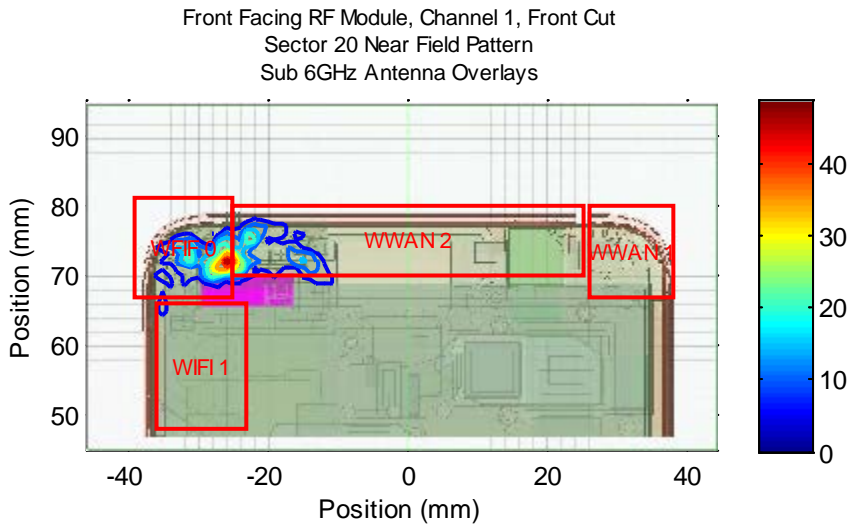 Front Facing RF Module, Channel 1, Front Cut
Sector 20 Near Field Pattern
Sub 6GHz Antenna Overlays
90
80
70
60
50
Position (mm)
-40
-20
0
20
40
Position (mm)
WIFI 0
WWAN 2
WWAN 1
WIFI 1
40
30
20
10
0